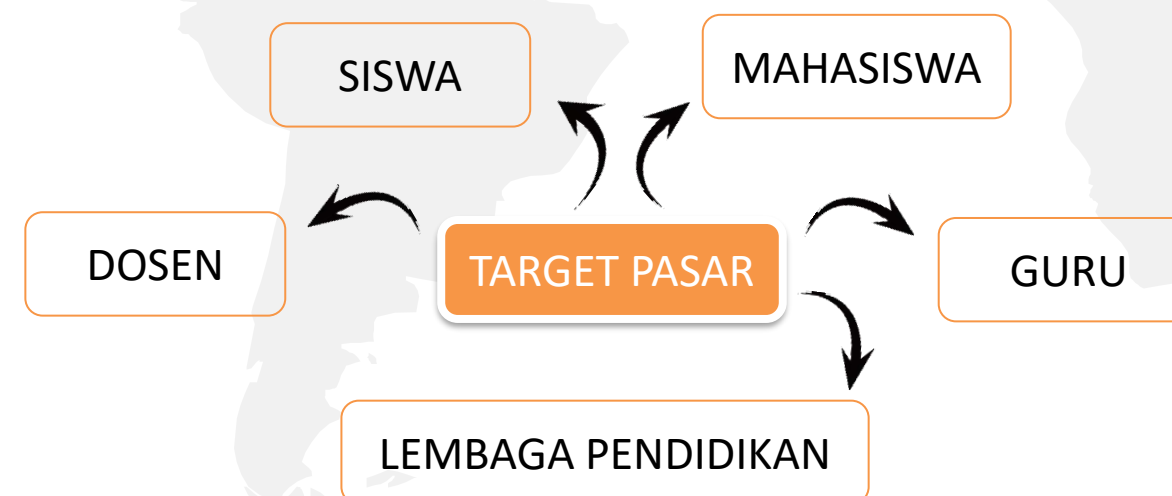 SISWA
MAHASISWA
DOSEN
TARGET PASAR
GURU
LEMBAGA PENDIDIKAN